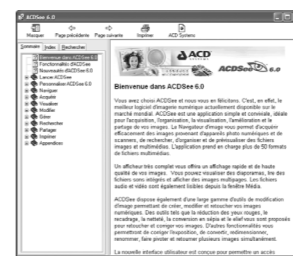 ACDSee 6.0
Masquer Page précédente Page suivante Imprimer ACD Systems
Sommaire Index Rechercher
Bienvenue dans ACDSee 6.0
Fonctionnalités d'ACDSee
Nouveautés d'ACDSee 6.0
Lancer ACDSee
Personnalisation ACDSee 6.0
Naviguer
Acquérir
Visualiser
Modifier
Gérer
Rechercher
Partager
Imprimer
Appendices
ACD
ACDSee 6.0
Bienvenue dans ACDSee 6.0
Vous avez choisi ACDSee et nous vous en félicitons. C'est, en effet, le
meilleur logiciel d'imagerie numérique actuellement disponible sur le
marché mondial. ACDSee est une application simple et conviviale, idéale
pour l'acquisition, l'organisation, la visualisation, l'amélioration et le
partage de vos images. La Navigateur d'image vous permet d'acquérir
efficacement des images provenant d'appareils photo numériques et de
scanners, de rechercher, d'organiser et de prévisualiser des fichiers
images et multimédias. L'application prend en charge plus de 50 formats
de fichiers multimédias.
Un afficheur très complet vous offrira un affichage rapide et de haute
qualité de vos images. Vous pouvez visualiser des diaporamas, lire des
fichiers sons intégrés et afficher des images multipages. Les fichiers
audio et vidéo sont également lisibles depuis la fenêtre Média.
ACDSee dispose également d'une large gamme d'outils de modification
d'image permettant de créer, modifier et retoucher vos images
numériques. Des outils tels que la réduction des yeux rouges, le
recadrage, la netteté, la conversion en sépia et le relief vous sont proposés
pour retoucher et corriger vos images. D'autres fonctionnalités vous
permettront de corriger l'exposition, de convertir, redimensionner,
renommer, faire pivoter et retourner plusieurs images simultanément.
La nouvelle interface utilisateur est conçue pour permettre un accès